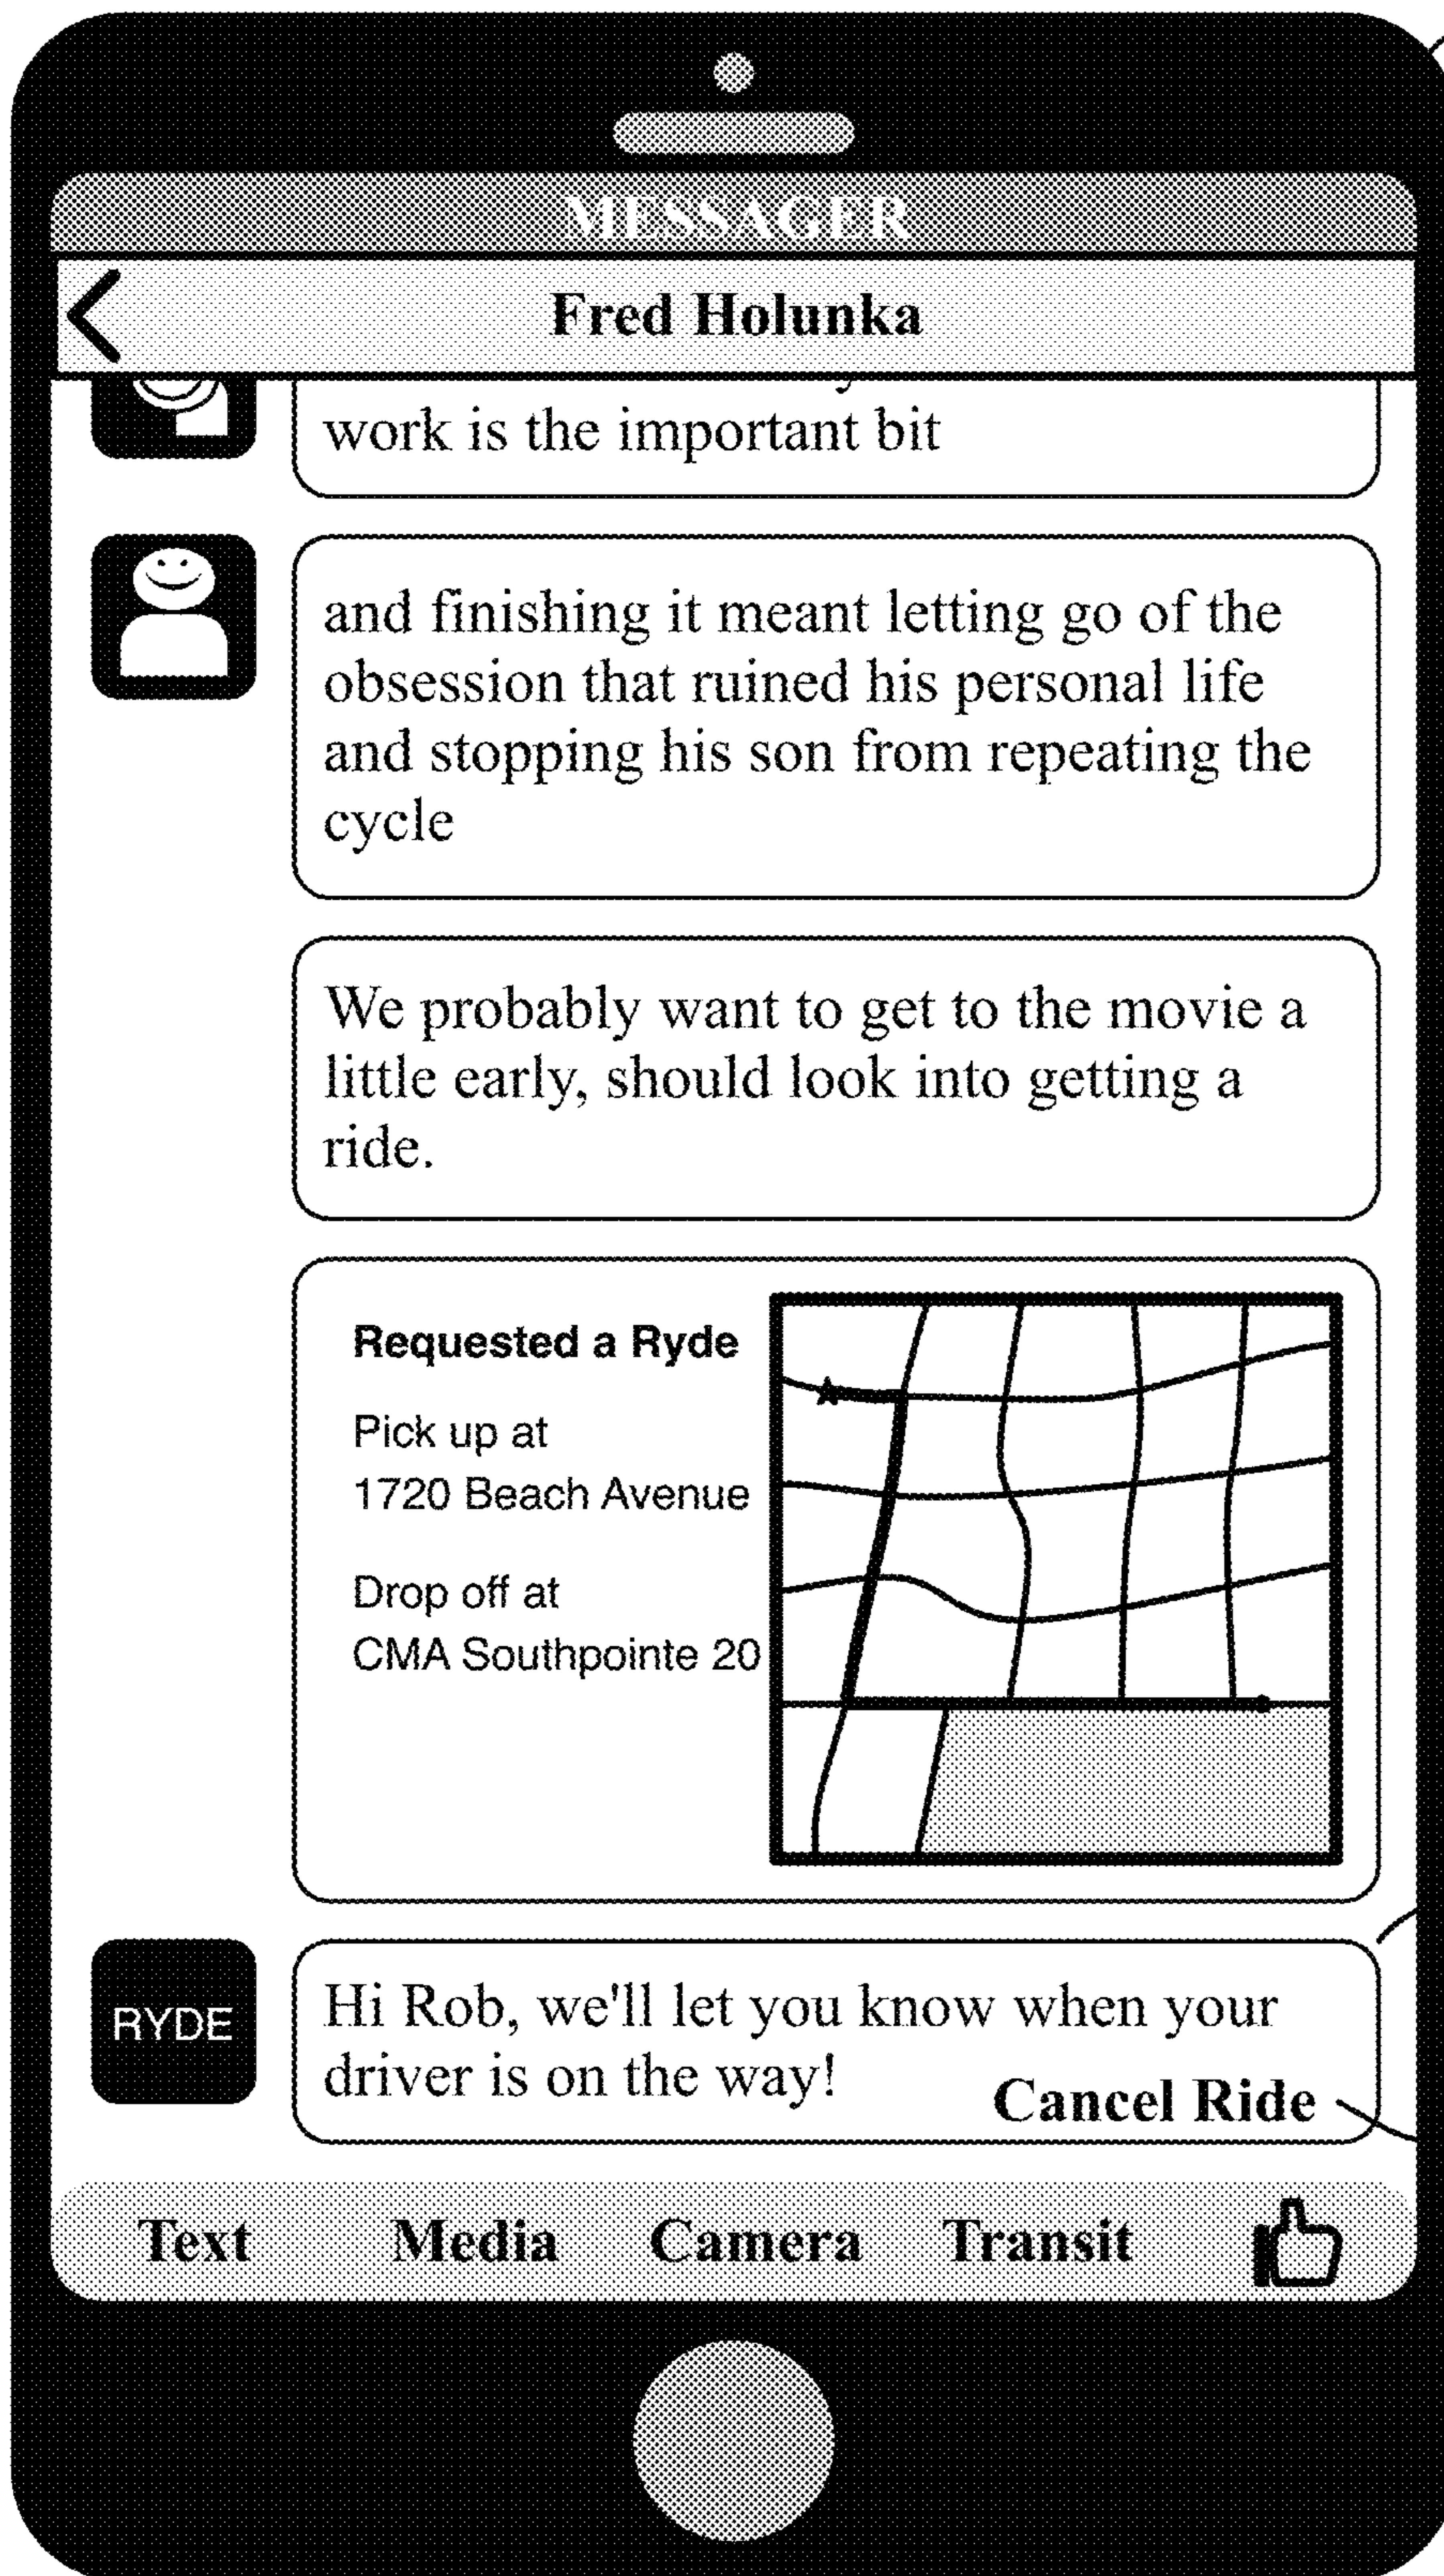 MESSAGER
Fred Holunka
work is the important bit
and finishing it meant letting go of the
obsession that ruined his personal life
and stopping his son from repeating the
cycle
We probably want to get to the movie a
little early, should look into getting a
ride.
Requested a Ryde
Pick up at
1720 Beach Avenue
Drop off at
CMA Southpointe 20
RYDE
Hi Rob, we'll let you know when your
driver is on the way!
Cancel Ride
Text Media Camera Transit